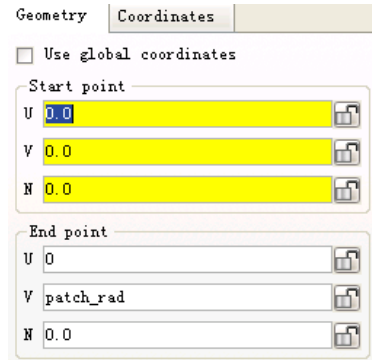 Geometry Coordinates
Use global coordinates
Start point
U 0.0
V 0.0
N 0.0
End point
U 0
V patch_rad
N 0.0